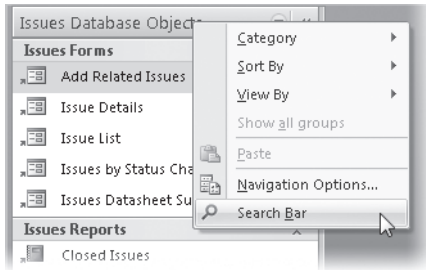 Issues Database Objects
Issues Forms
Add Related Issues
Issue Details
Issue List
Issues by Status Cha
Issues Datasheet Su
Issues Reports
Closed Issues
Category
Sort By
View By
Show all groups
Paste
Navigation Options...
Search Bar